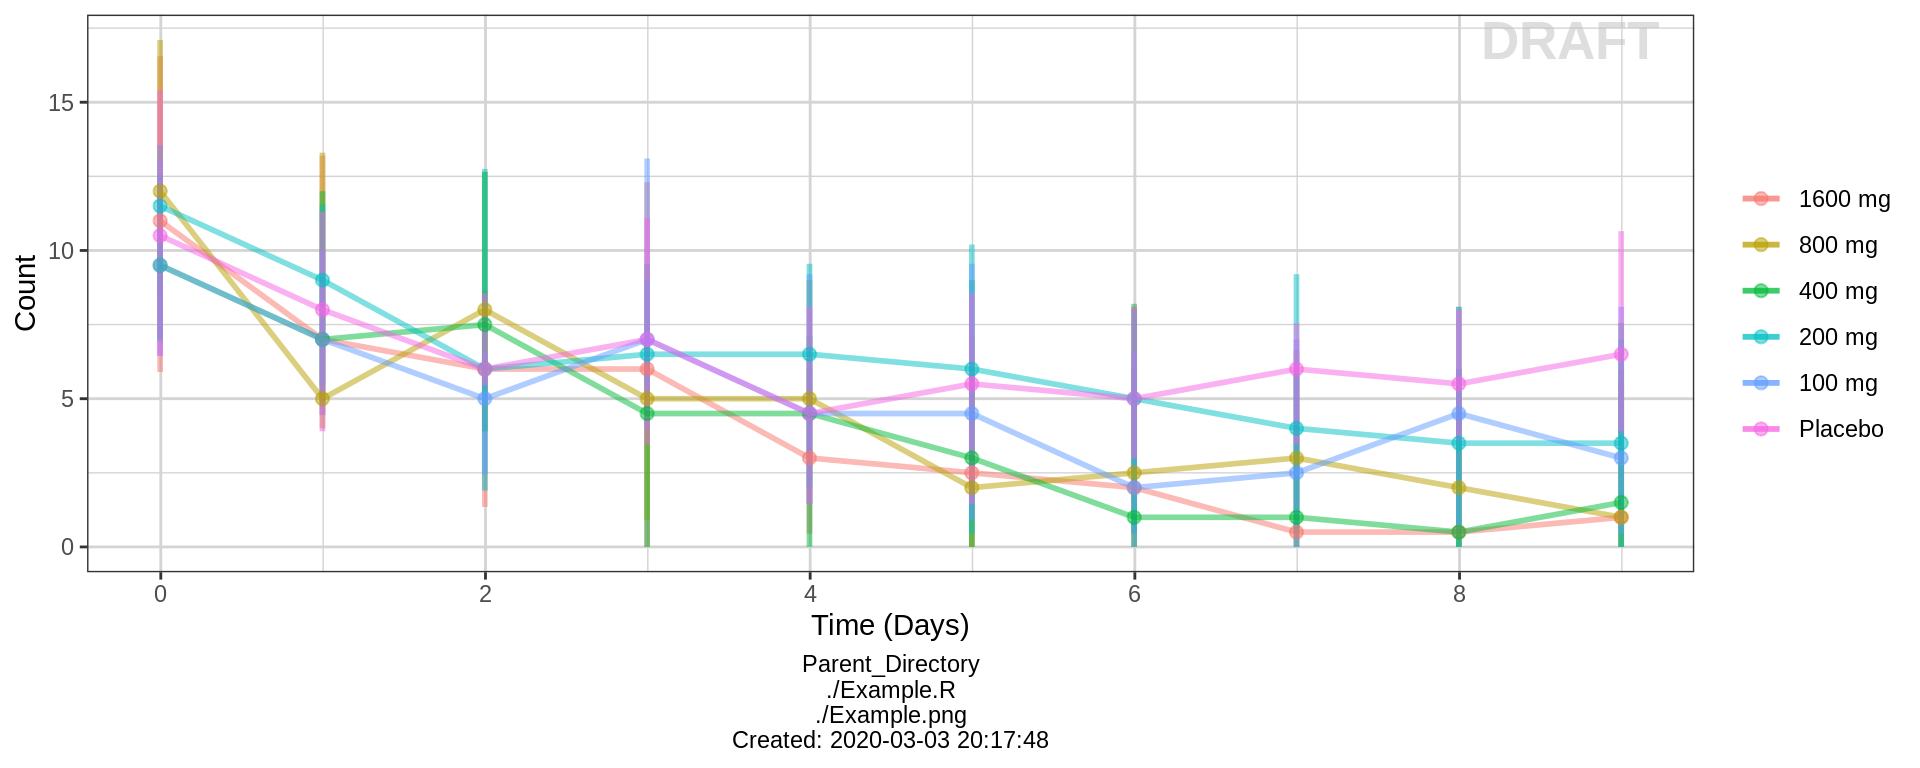 DRAFT
15
10
5
0
Count
0 2 4 6 8
Time (Days)
1600 mg
800 mg
400 mg
200 mg
100 mg
Placebo
Parent_Directory
./Example.R
./Example.png
Created: 2020-03-03 20:17:48